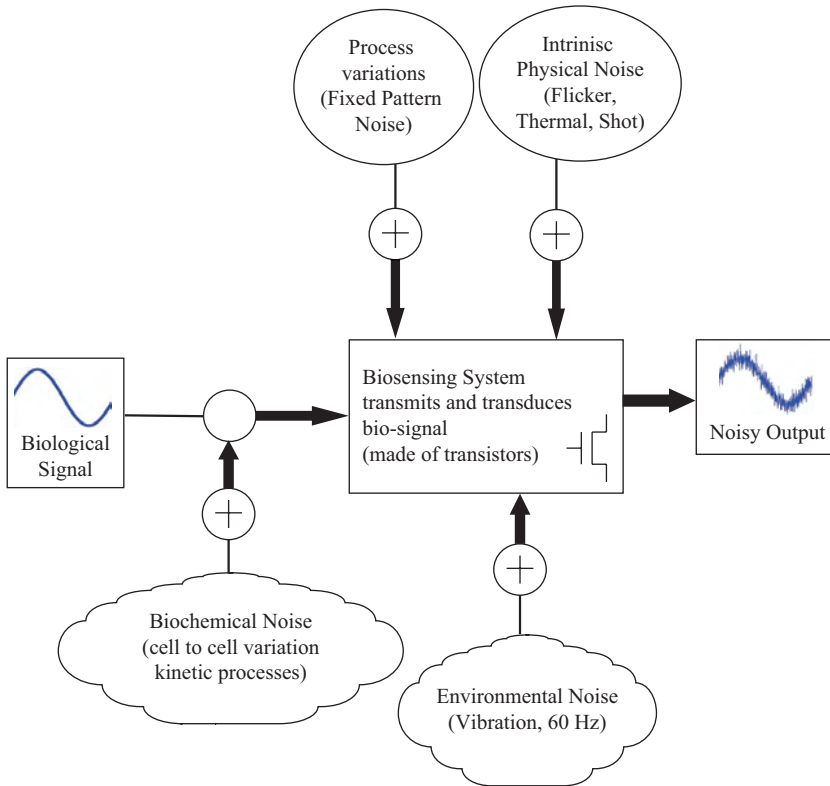 Process
variations
(Fixed Pattern
Noise)
Intrinisc
Physical Noise
(Flicker,
Thermal, Shot)
+
+
Biological
Signal
Biosensing System
transmits and transduces
bio-signal
(made of transistors)
Noisy Output
+
+
Biochemical Noise
(cell to cell variation
kinetic processes)
Environmental Noise
(Vibration, 60 Hz)